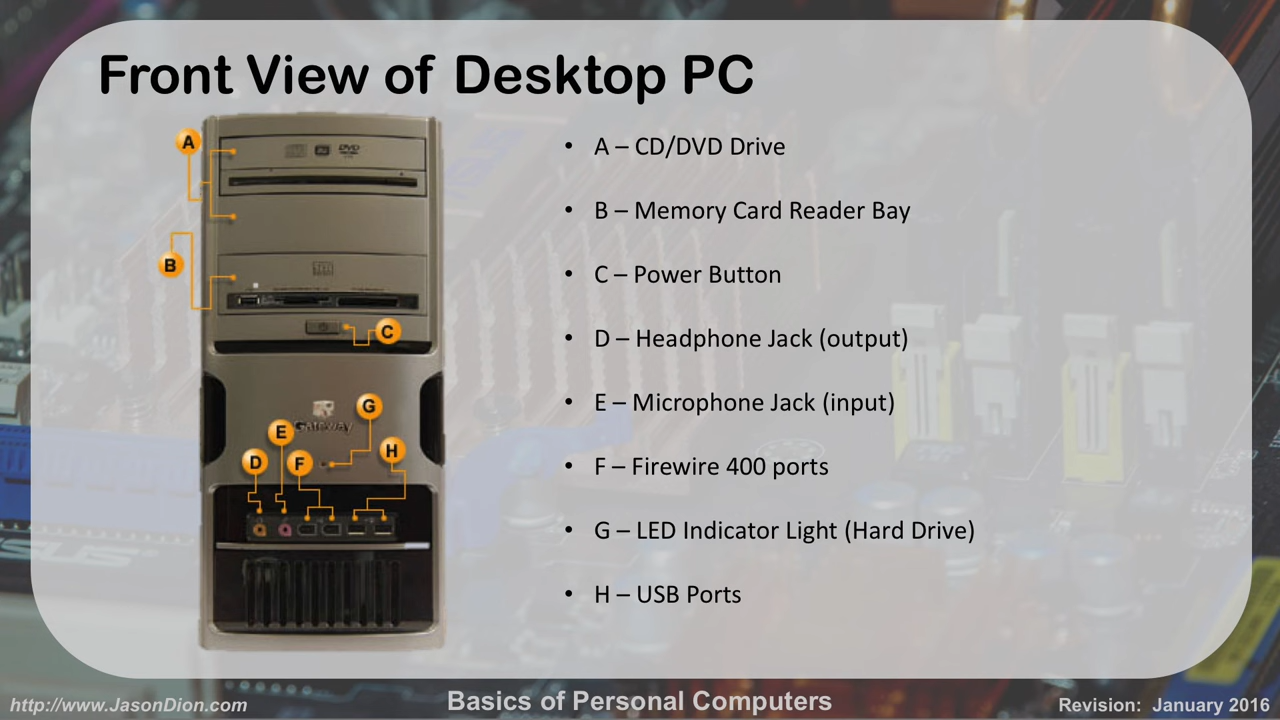 Front View of Desktop PC
A
B
C
D
E
F
G
H
DVD
Gateway
• A – CD/DVD Drive
• B – Memory Card Reader Bay
• C – Power Button
• D – Headphone Jack (output)
• E – Microphone Jack (input)
• F – Firewire 400 ports
• G – LED Indicator Light (Hard Drive)
• H – USB Ports
http://www.JasonDion.com
Basics of Personal Computers
Revision: January 2016